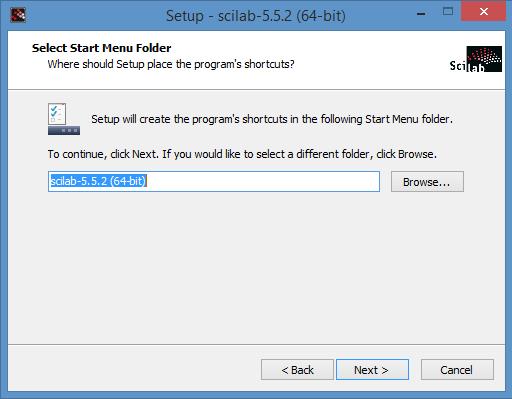 Setup - scilab-5.5.2 (64-bit)
Select Start Menu Folder
Where should Setup place the program's shortcuts?
Scilab
Setup will create the program's shortcuts in the following Start Menu folder.
To continue, click Next. If you would like to select a different folder, click Browse.
scilab-5.5.2 (64-bit)
Browse...
< Back
Next >
Cancel